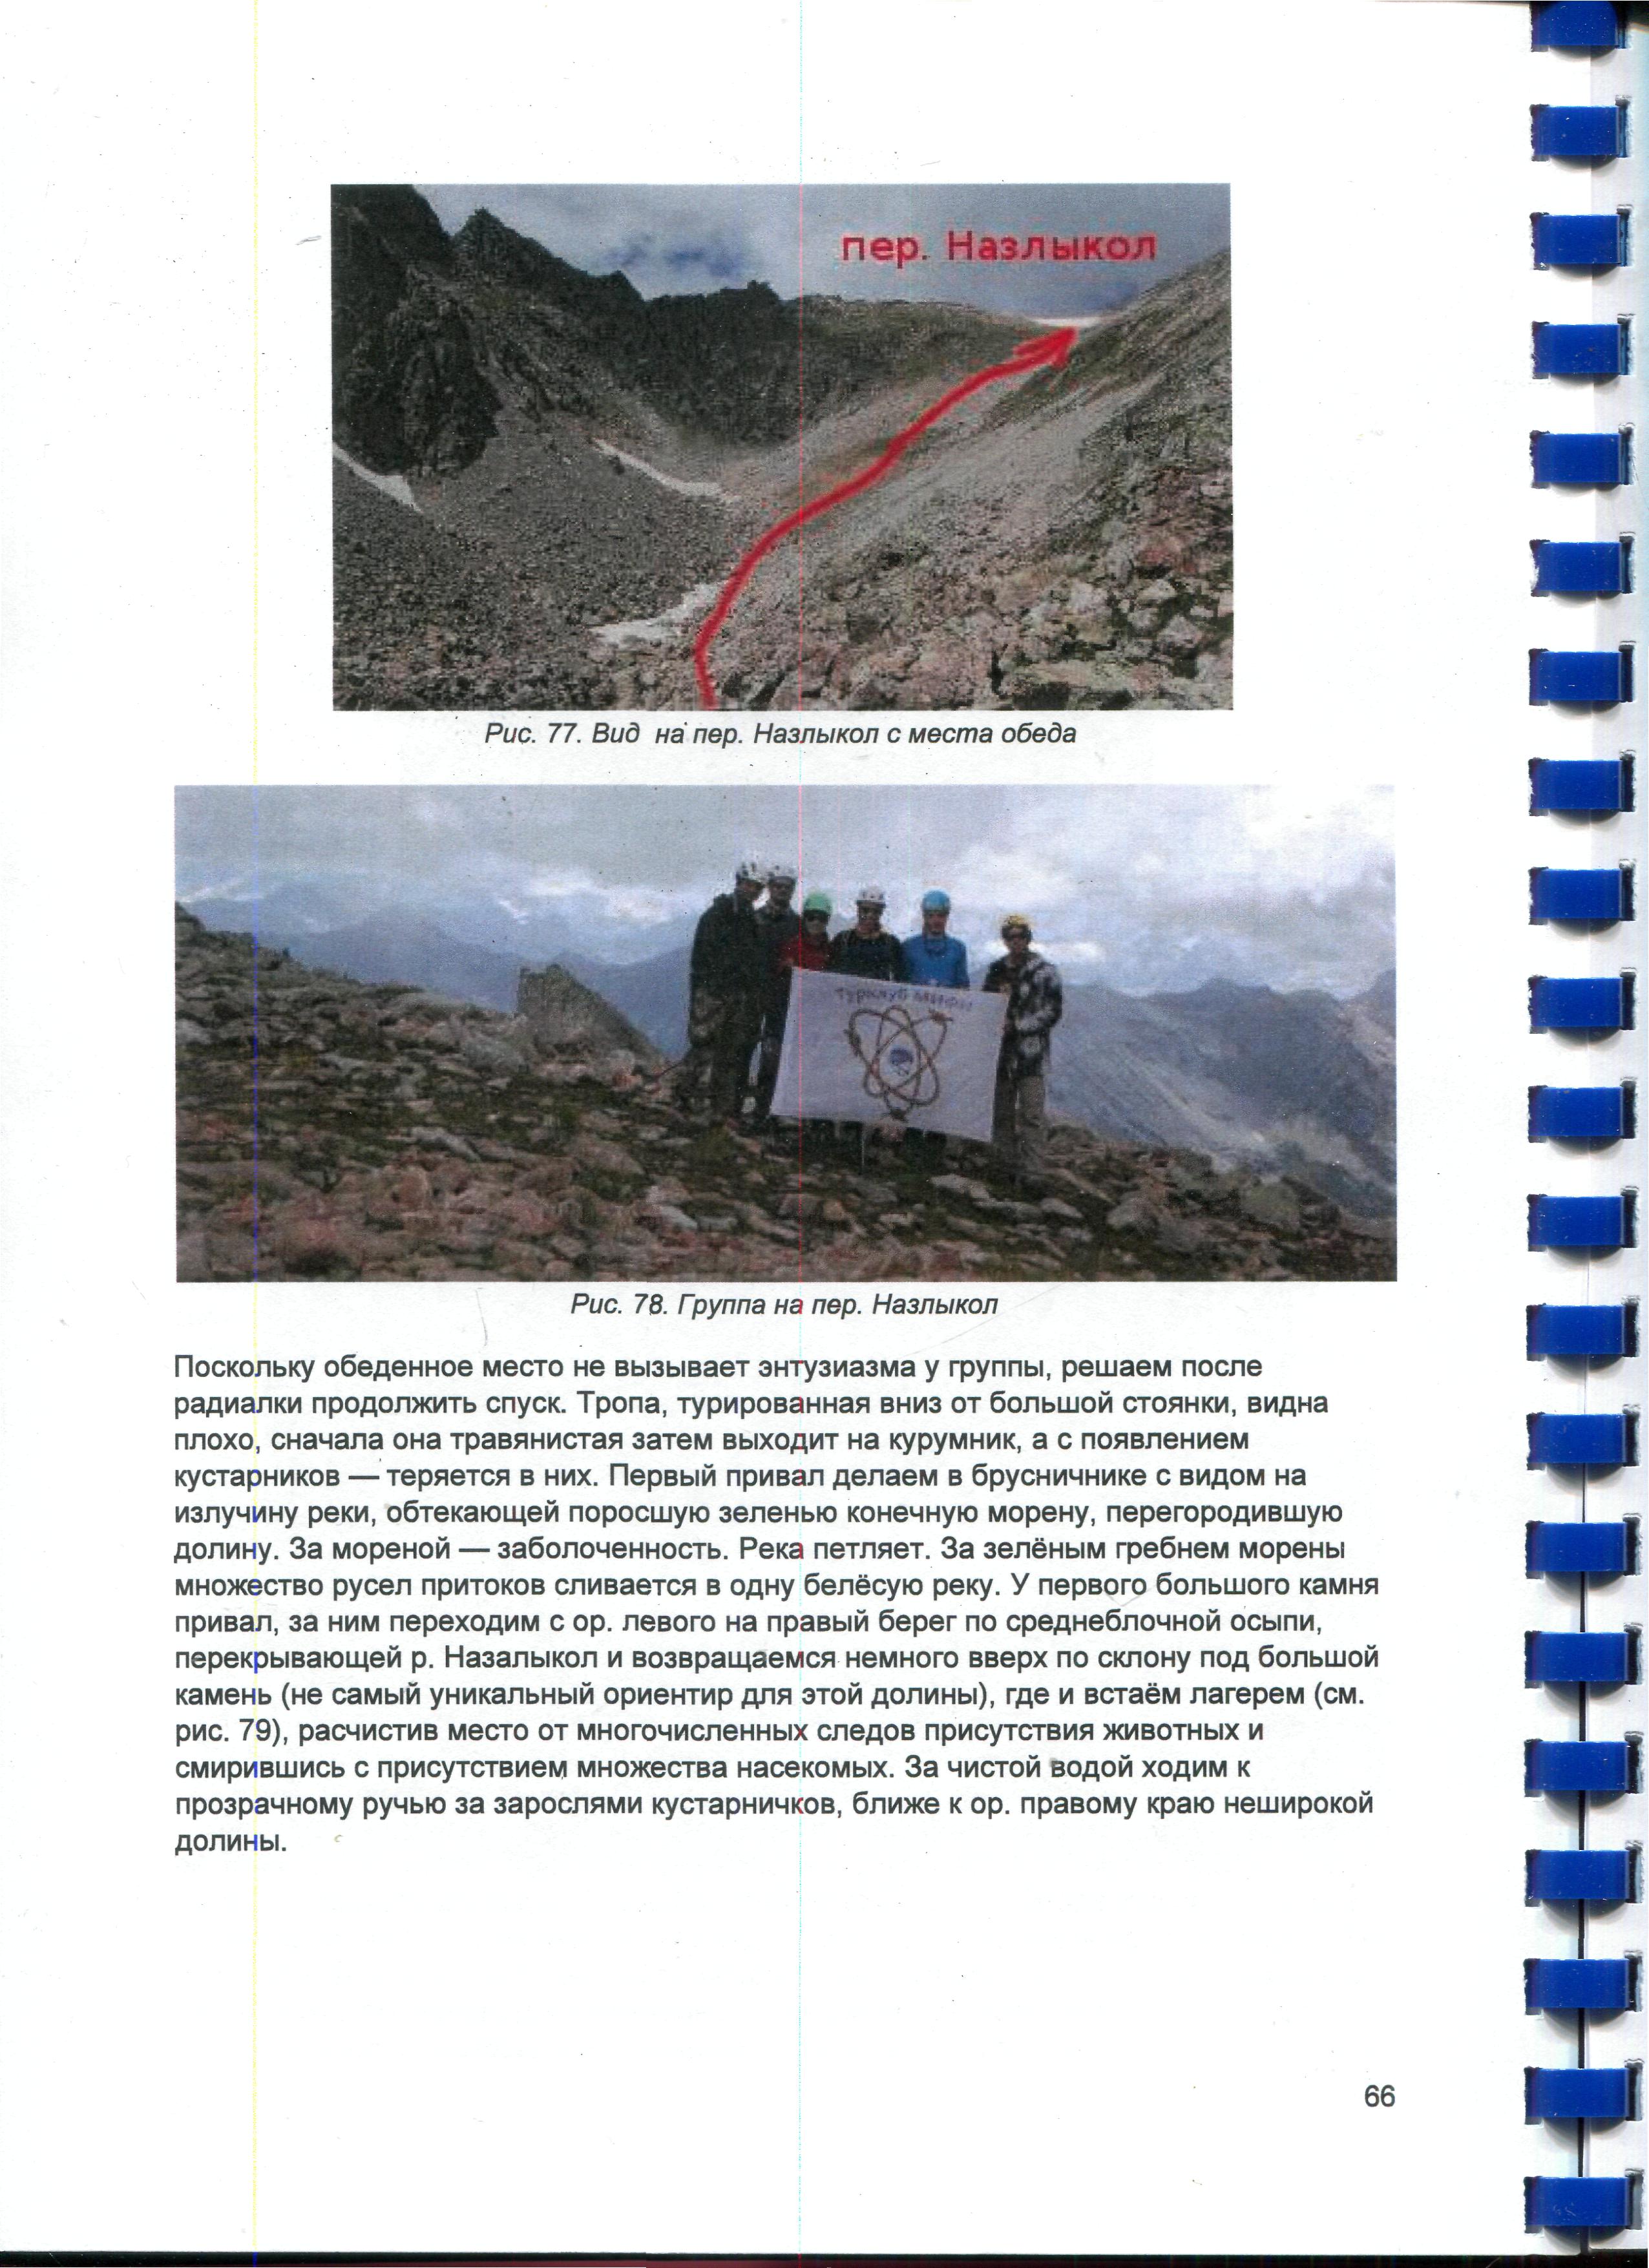 пер. Назлыкол
Рис. 77. Вид на пер. Назлыкол с места обеда
Турклуб МИФИ
Рис. 78. Группа на пер. Назлыкол
Поскольку обеденное место не вызывает энтузиазма у группы, решаем после
радиалки продолжить спуск. Тропа, турированная вниз от большой стоянки, видна
плохо, сначала она травянистая затем выходит на курумник, а с появлением
кустарников — теряется в них. Первый привал делаем в брусничнике с видом на
излучину реки, обтекающей поросшую зеленью конечную морену, перегородившую
долину. За мореной — заболоченность. Река петляет. За зелёным гребнем морены
множество русел притоков сливается в одну белёсую реку. У первого большого камня
привал, за ним переходим с ор. левого на правый берег по среднеблочной осыпи,
перекрывающей р. Назалыкол и возвращаемся немного вверх по склону под большой
камень (не самый уникальный ориентир для этой долины), где и встаём лагерем (см.
рис. 79), расчистив место от многочисленных следов присутствия животных и
смирившись с присутствием множества насекомых. За чистой водой ходим к
прозрачному ручью за зарослями кустарничков, ближе к ор. правому краю неширокой
долины.
66